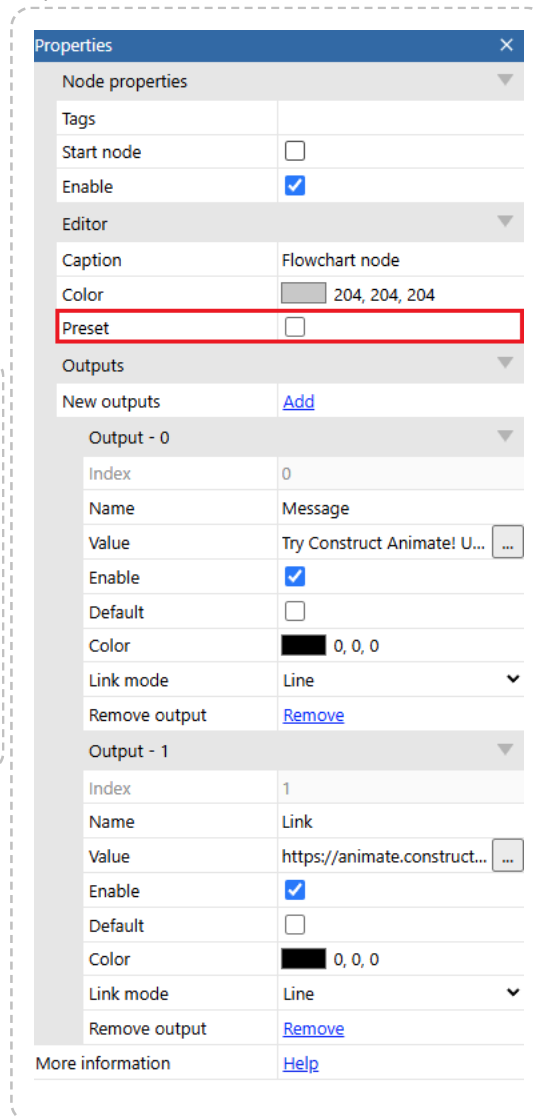 Properties
Node properties
Tags
Start node
Enable
Editor
Caption Flowchart node
Color 204, 204, 204
Preset
Outputs
New outputs Add
Output - 0
Index 0
Name Message
Value Try Construct Animate! U... ...
Enable
Default
Color 0, 0, 0
Link mode Line
Remove output Remove
Output - 1
Index 1
Name Link
Value https://animate.construct... ...
Enable
Default
Color 0, 0, 0
Link mode Line
Remove output Remove
More information Help